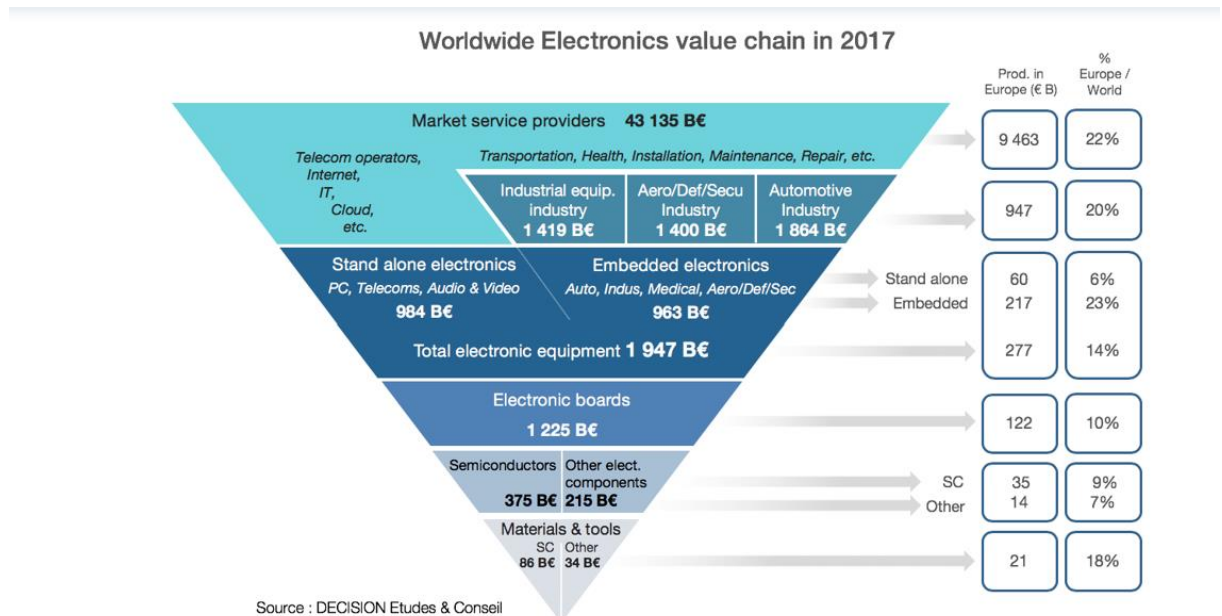 Worldwide Electronics value chain in 2017
Prod. in
Europe (€ B)
%
Europe /
World
Market service providers 43 135 B€
9 463
22%
Telecom operators,
Internet,
IT,
Cloud,
etc.
Transportation, Health, Installation, Maintenance, Repair, etc.
Industrial equip.
industry
1 419 B€
Aero/Def/Secu
Industry
1 400 B€
Automotive
Industry
1 864 B€
947
20%
Stand alone electronics
PC, Telecoms, Audio & Video
984 B€
Embedded electronics
Auto, Indus, Medical, Aero/Def/Sec
963 B€
Stand alone
60
6%
Embedded
217
23%
Total electronic equipment 1 947 B€
277
14%
Electronic boards
1 225 B€
122
10%
Semiconductors
375 B€
Other elect.
components
215 B€
SC
35
9%
Other
14
7%
Materials & tools
SC
86 B€
Other
34 B€
21
18%
Source : DECISION Etudes & Conseil